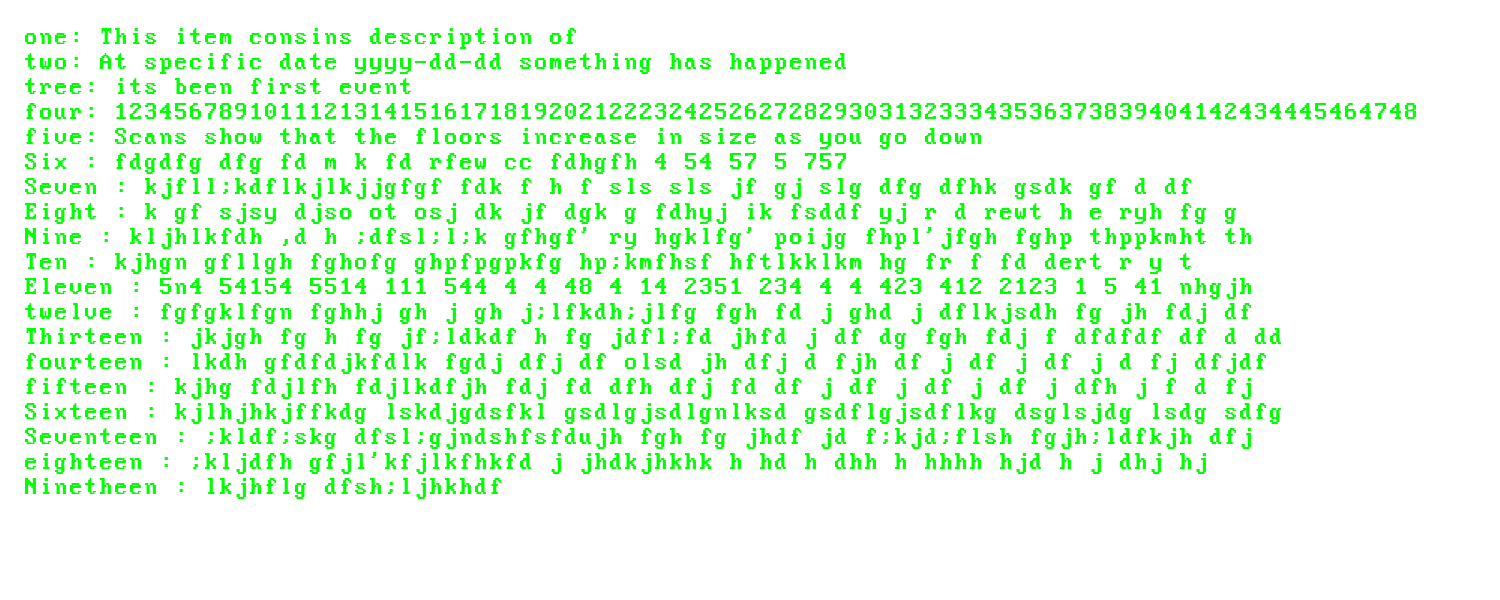 one: This item consins description of
two: At specific date yyyy-dd-dd something has happened
tree: its been first event
four: 123456789101112131415161718192021222324252627282930313233343536373839404142434445464748
five: Scans show that the floors increase in size as you go down
Six : fdgdfg dfg fd m k fd rfew cc fdhgfh 4 54 57 5 757
Seven : kjfll;kdflkjlkjjgfgf fdk f h f sls sls jf gj slg dfg dfhk gsdk gf d df
Eight : k gf sjsy djso ot osj dk jf dgk g fdhyj ik fsddf yj r d rewt h e ryh fg g
Nine : kljhlkfdh ,d h ;dfsl;l;k gfhgf' ry hgklfg' poijg fhpl'jfgh fghp thppkmht th
Ten : kjhgn gfllgh fghofg ghpfpgpkfg hp;kmfhsf hftlkklkm hg fr f fd dert r y t
Eleven : 5n4 54154 5514 111 544 4 4 48 4 14 2351 234 4 4 423 412 2123 1 5 41 nhgjh
twelve : fgfgklfgn fghhj gh j gh j;lfkdh;jlfg fgh fd j ghd j dflkjsdh fg jh fdj df
Thirteen : jkjgh fg h fg jf;ldkdf h fg jdfl;fd jhfd j df dg fgh fdj f dfdfdf df d dd
fourteen : lkdh gfdfdjkfdlk fgdj dfj df olsd jh dfj d fjh df j df j df j d fj dfjdf
fifteen : kjhg fdjlfh fdjlkdfjh fdj fd dfh dfj fd df j df j df j df j dfh j f d fj
Sixteen : kjlhjhkjffkdg lskdjgdsfkl gsdlgjsdlgnlksd gsdflgjsdflkg dsglsjdg lsdg sdfg
Seventeen : ;kldf;skg dfsl;gjndshfsfdujh fgh fg jhdf jd f;kjd;flsh fgjh;ldfkjh dfj
eighteen : ;kljdfh gfjl'kfjlkfhkfd j jhdkjhkhk h hd h dhh h hhhh hjd h j dhj hj
Ninetheen : lkjhflg dfsh;ljhkhdf